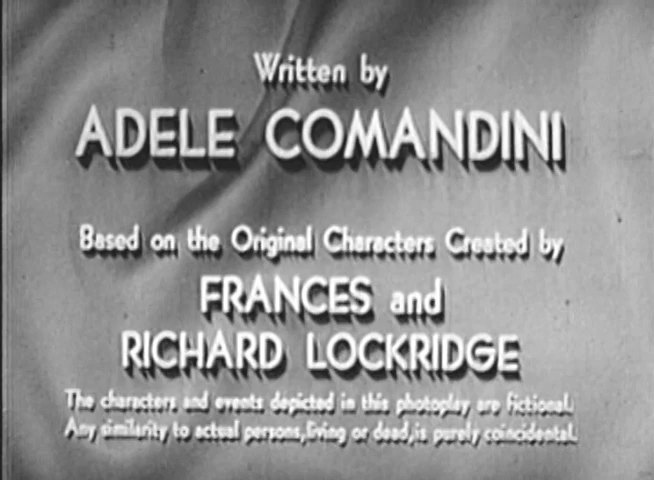 Written by
ADELE COMANDINI
Based on the Original Characters Created by
FRANCES and
RICHARD LOCKRIDGE
The characters and events depicted in this photoplay are fictional.
Any similarity to actual persons, living or dead, is purely coincidental.